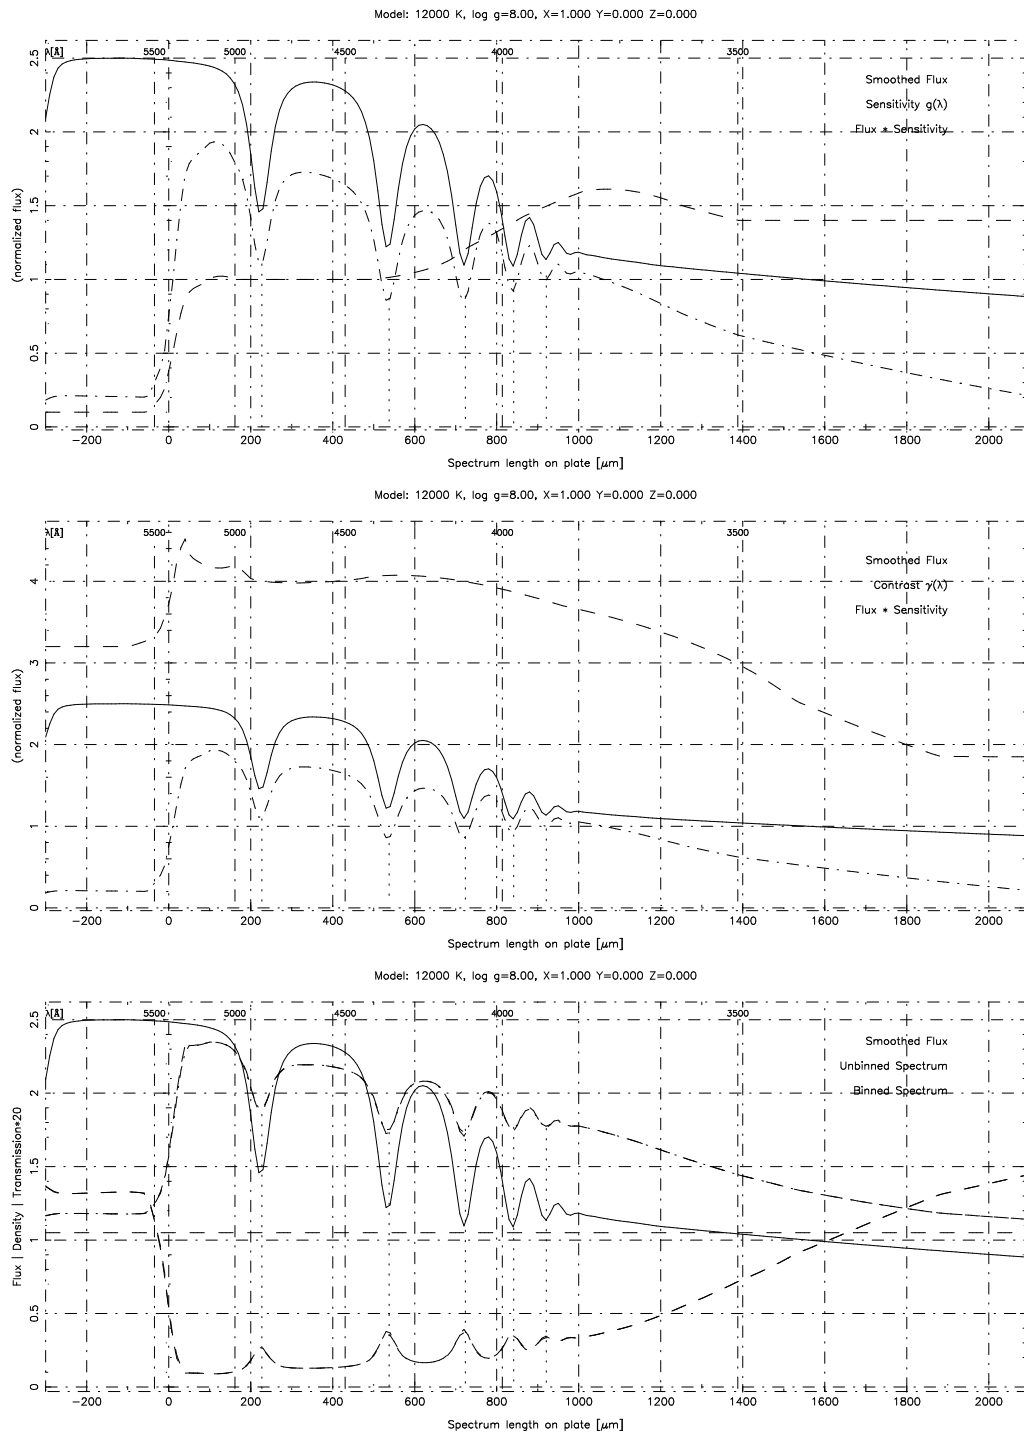 Model: 12000 K, log g=8.00, X=1.000 Y=0.000 Z=0.000
λ[Å] 5500 5000 4500 4000 3500
Smoothed Flux
Sensitivity g(λ)
Flux * Sensitivity
(normalized flux)
0 0.5 1 1.5 2 2.5
−200 0 200 400 600 800 1000 1200 1400 1600 1800 2000
Spectrum length on plate [μm]
Model: 12000 K, log g=8.00, X=1.000 Y=0.000 Z=0.000
λ[Å] 5500 5000 4500 4000 3500
Smoothed Flux
Contrast γ(λ)
Flux * Sensitivity
(normalized flux)
0 1 2 3 4
−200 0 200 400 600 800 1000 1200 1400 1600 1800 2000
Spectrum length on plate [μm]
Model: 12000 K, log g=8.00, X=1.000 Y=0.000 Z=0.000
λ[Å] 5500 5000 4500 4000 3500
Smoothed Flux
Unbinned Spectrum
Binned Spectrum
Flux | Density | Transmission*20
0 0.5 1 1.5 2 2.5
−200 0 200 400 600 800 1000 1200 1400 1600 1800 2000
Spectrum length on plate [μm]